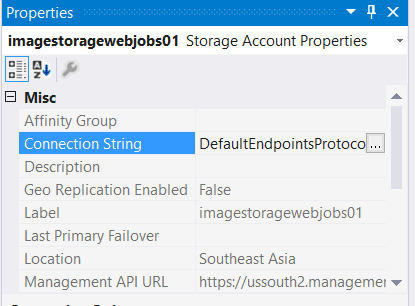 Properties
imagestoragewebjobs01 Storage Account Properties
Misc
Affinity Group
Connection String DefaultEndpointsProtoco ...
Description
Geo Replication Enabled False
Label imagestoragewebjobs01
Last Primary Failover
Location Southeast Asia
Management API URL https://ussouth2.managemen